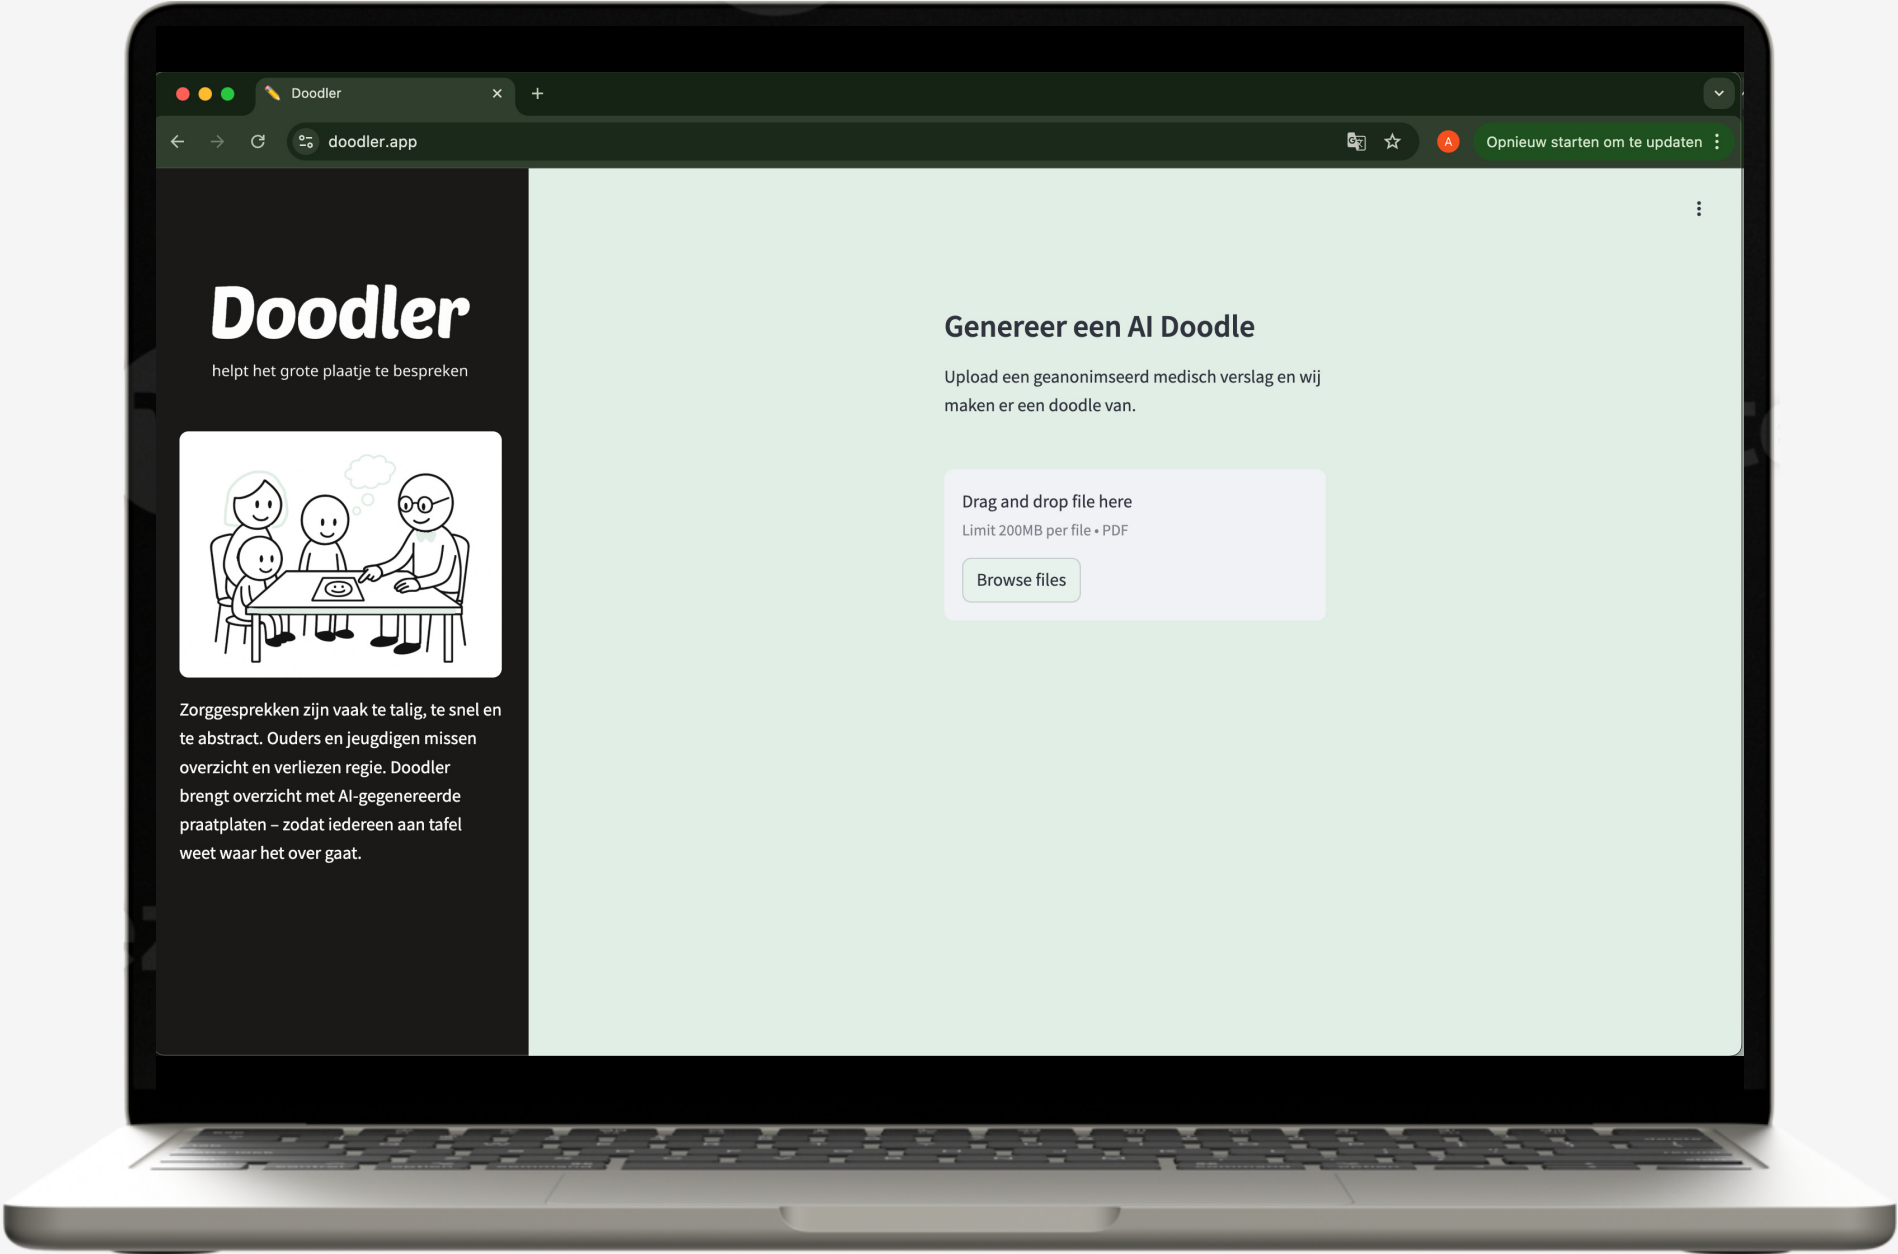 Doodler
doodler.app
Opnieuw starten om te updaten
A
Doodler
helpt het grote plaatje te bespreken
Zorggesprekken zijn vaak te talig, te snel en
te abstract. Ouders en jeugdigen missen
overzicht en verliezen regie. Doodler
brengt overzicht met AI-gegenereerde
praatplaten – zodat iedereen aan tafel
weet waar het over gaat.
Genereer een AI Doodle
Upload een geanonimseerd medisch verslag en wij
maken er een doodle van.
Drag and drop file here
Limit 200MB per file • PDF
Browse files